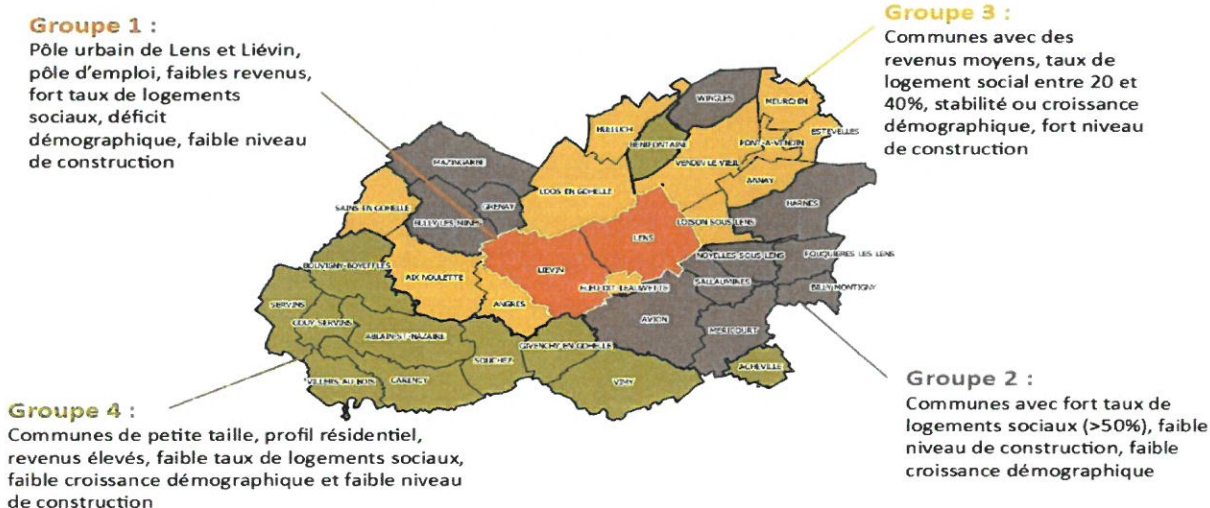 Groupe 1 :
Pôle urbain de Lens et Liévin,
pôle d'emploi, faibles revenus,
fort taux de logements
sociaux, déficit
démographique, faible niveau
de construction
Groupe 3 :
Communes avec des
revenus moyens, taux de
logement social entre 20 et
40%, stabilité ou croissance
démographique, fort niveau
de construction
WINGLES
MEURCHIN
HULLUCH
BENIFONTAINE
ESTEVELLES
PONT-A-VENDIN
VENDIN LE VIEIL
ANNAY
MAZINGARBE
LOOS EN GOHELLE
HARNES
GRENAY
SAINS EN GOHELLE
BULLY LES MINES
LOISON SOUS LENS
LENS
NOYELLES SOUS LENS
FOUQUIERES LES LENS
BOUVIGNY-BOYEFFLES
LIEVIN
SALLAUMINES
AIX NOULETTE
BILLY MONTIGNY
SERVINS
ANGRES
AVION
GOUY SERVINS
MERICOURT
ABLAIN ST. NAZAIRE
GIVENCHY EN GOHELLE
SOUCHEZ
ACHEVILLE
VILLERS AU BOIS
CARENCY
VIMY
Groupe 4 :
Communes de petite taille, profil résidentiel,
revenus élevés, faible taux de logements sociaux,
faible croissance démographique et faible niveau
de construction
Groupe 2 :
Communes avec fort taux de
logements sociaux (>50%), faible
niveau de construction, faible
croissance démographique